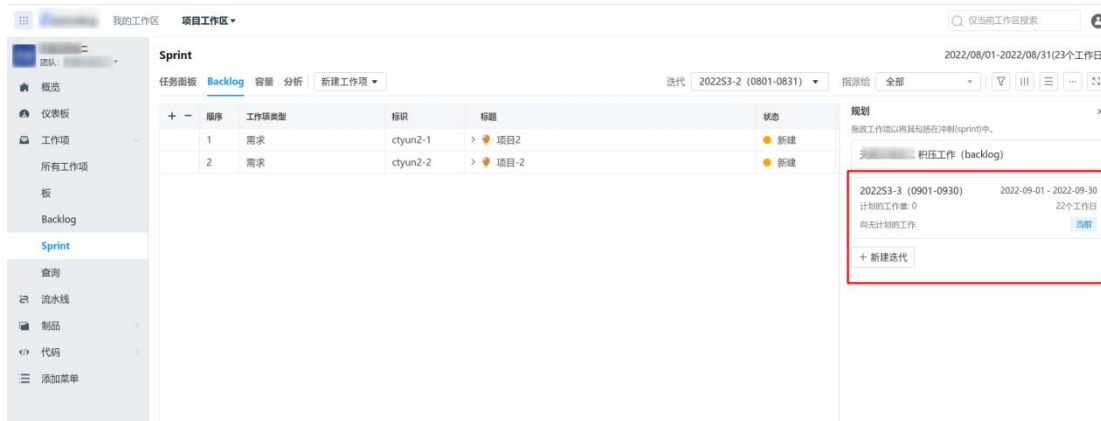 我的工作区 项目工作区 仅当前工作区搜索
团队:
Sprint 2022/08/01-2022/08/31(23个工作日
任务面板 Backlog 容量 分析 新建工作项 迭代 2022S3-2 (0801-0831) 指派给 全部
概览
仪表板
工作项
所有工作项
板
Backlog
Sprint
查询
流水线
制品
代码
添加菜单
顺序 工作项类型 标识 标题 状态
1 需求 ctyun2-1 项目2 新建
2 需求 ctyun2-2 项目-2 新建
规划
拖放工作项以将其包括在冲刺(sprint)中。
积压工作 (backlog)
2022S3-3 (0901-0930) 2022-09-01 - 2022-09-30
计划的工作量: 0 22个工作日
尚无计划的工作 当前
+ 新建迭代